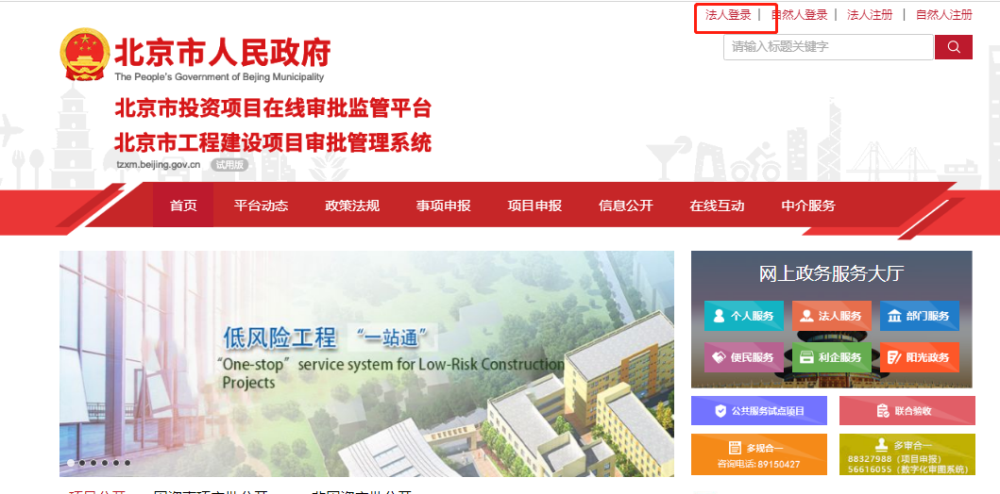 法人登录 | 自然人登录 | 法人注册 | 自然人注册
请输入标题关键字
北京市人民政府
The People's Government of Bejing Municipality
北京市投资项目在线审批监管平台
北京市工程建设项目审批管理系统
tzxm.beijing.gov.cn 试用版
首页 平台动态 政策法规 事项申报 项目申报 信息公开 在线互动 中介服务
低风险工程 “一站通”
“One-stop” service system for Low-Risk Construction
Projects
网上政务服务大厅
个人服务 法人服务 部门服务
便民服务 利企服务 阳光政务
公共服务试点项目 联合验收
多规合一
咨询电话: 89150427
多审合一
88327988（项目申报）
56616055（数字化审图系统）
项目公开